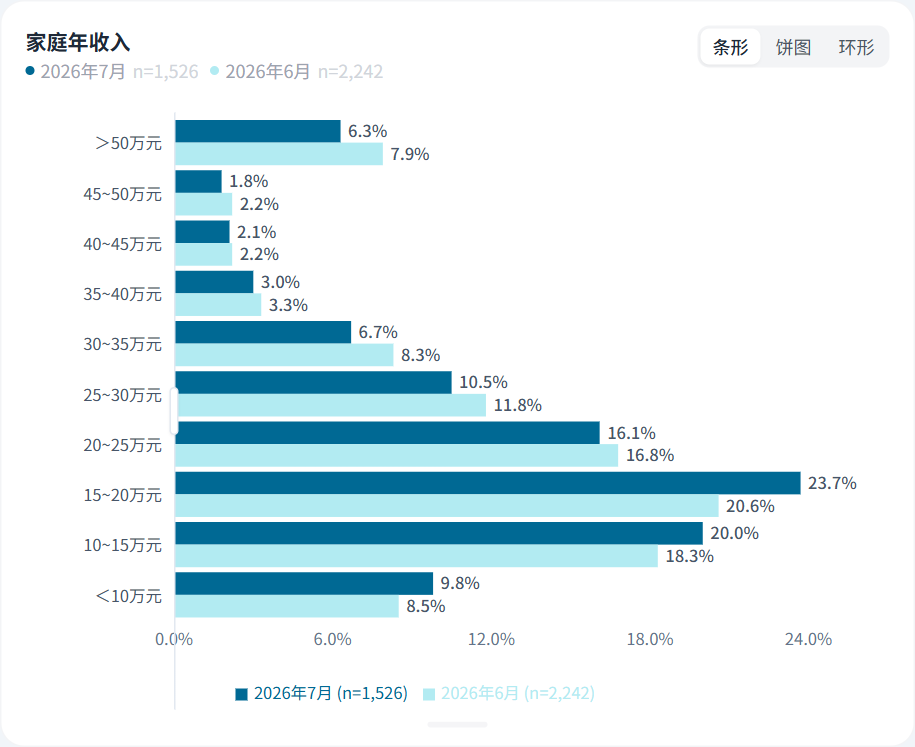 家庭年收入
条形 饼图 环形
2026年7月 n=1,526 2026年6月 n=2,242
>50万元 6.3%
7.9%
45~50万元 1.8%
2.2%
40~45万元 2.1%
2.2%
35~40万元 3.0%
3.3%
30~35万元 6.7%
8.3%
25~30万元 10.5%
11.8%
20~25万元 16.1%
16.8%
15~20万元 23.7%
20.6%
10~15万元 20.0%
18.3%
<10万元 9.8%
8.5%
0.0% 6.0% 12.0% 18.0% 24.0%
2026年7月 (n=1,526) 2026年6月 (n=2,242)